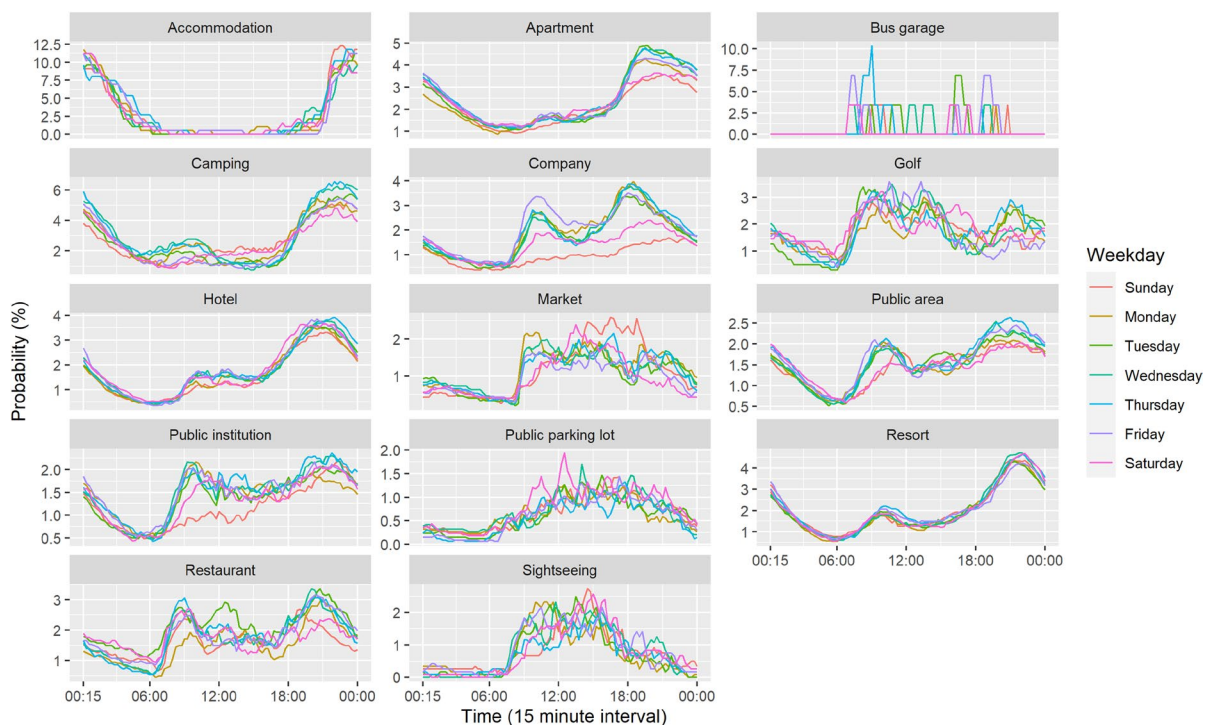 Accommodation
Apartment
Bus garage
12.5
10.0
7.5
5.0
2.5
0.0
5
4
3
2
1
10.0
7.5
5.0
2.5
0.0
Camping
Company
Golf
6
4
2
4
3
2
1
3
2
1
Hotel
Market
Public area
4
3
2
1
2
1
2.5
2.0
1.5
1.0
0.5
Public institution
Public parking lot
Resort
2.0
1.5
1.0
0.5
2.0
1.5
1.0
0.5
0.0
4
3
2
1
00:15 06:00 12:00 18:00 00:00
Restaurant
Sightseeing
3
2
1
2
1
0
00:15 06:00 12:00 18:00 00:00
00:15 06:00 12:00 18:00 00:00
Probability (%)
Time (15 minute interval)
Weekday
Sunday
Monday
Tuesday
Wednesday
Thursday
Friday
Saturday